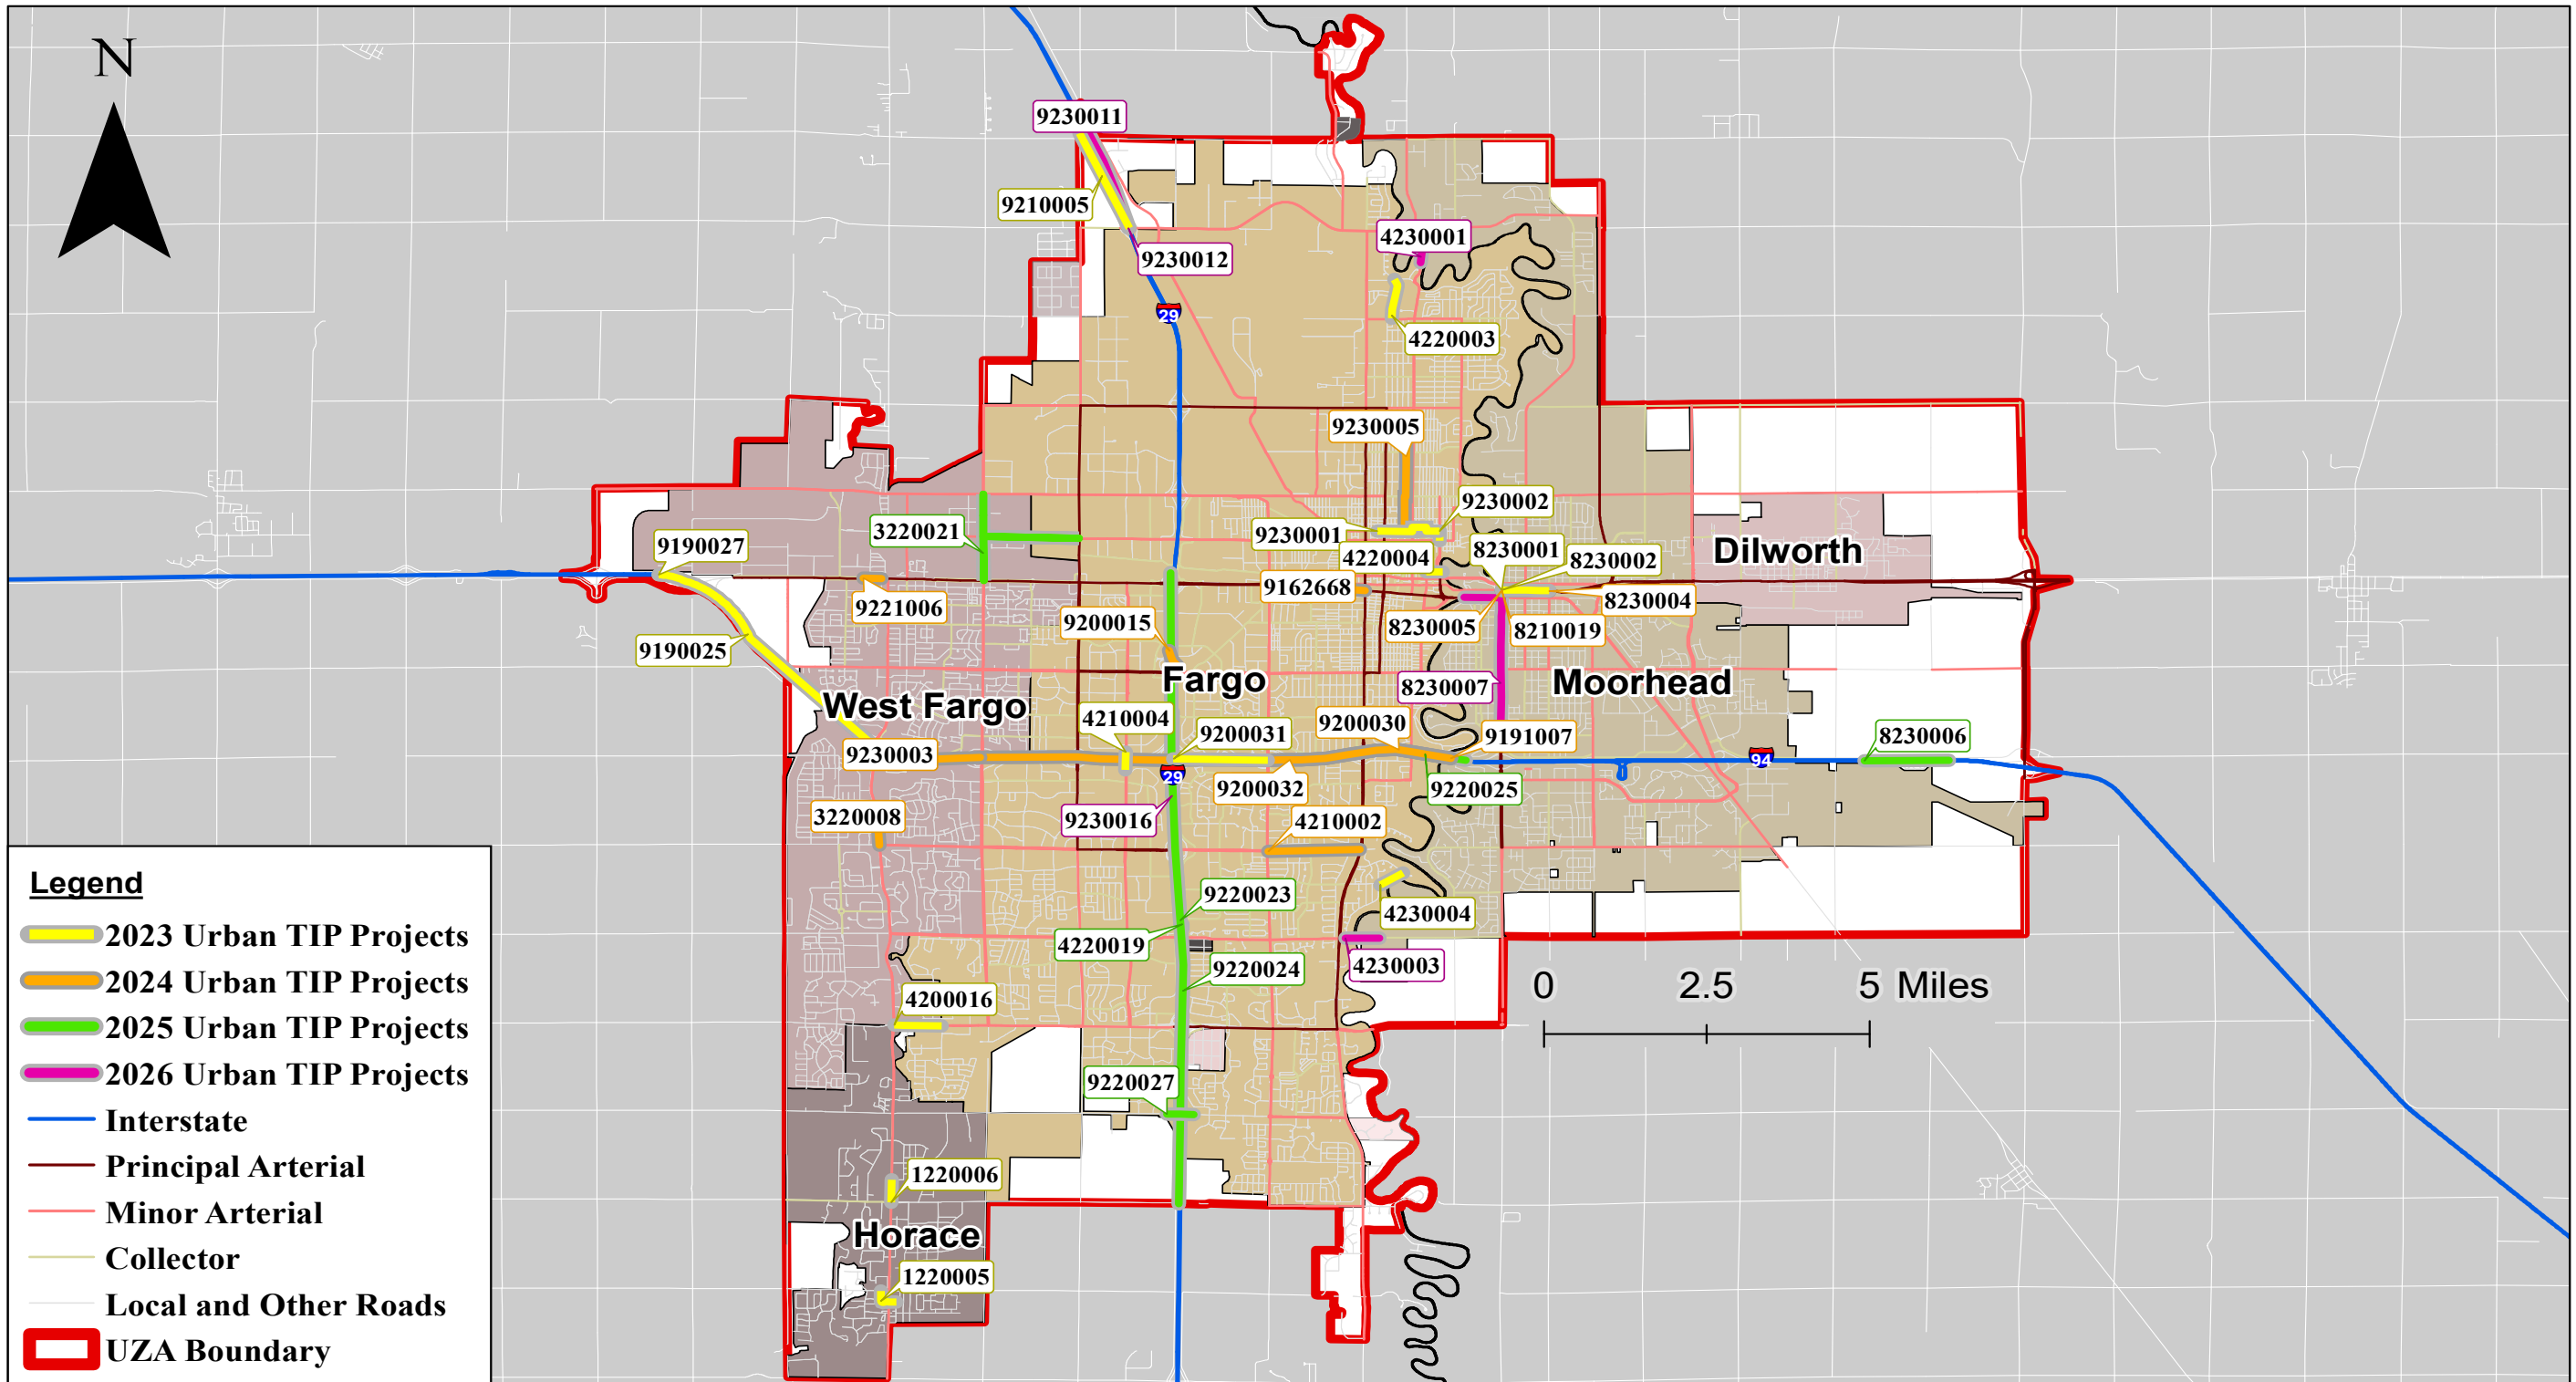 N
9230011
9210005
9230012
4230001
29
4220003
9230005
9230002
9230001
3220021
4220004
8230001
8230002
Dilworth
9190027
9162668
9221006
8230004
9200015
8230005
8210019
9190025
Fargo
Moorhead
8230007
West Fargo
4210004
9200030
9200031
9191007
8230006
9230003
94
29
9200032
9220025
3220008
9230016
4210002
9220023
4230004
4220019
9220024
4230003
4200016
0 2.5 5 Miles
9220027
1220006
Horace
1220005
Legend
2023 Urban TIP Projects
2024 Urban TIP Projects
2025 Urban TIP Projects
2026 Urban TIP Projects
Interstate
Principal Arterial
Minor Arterial
Collector
Local and Other Roads
UZA Boundary